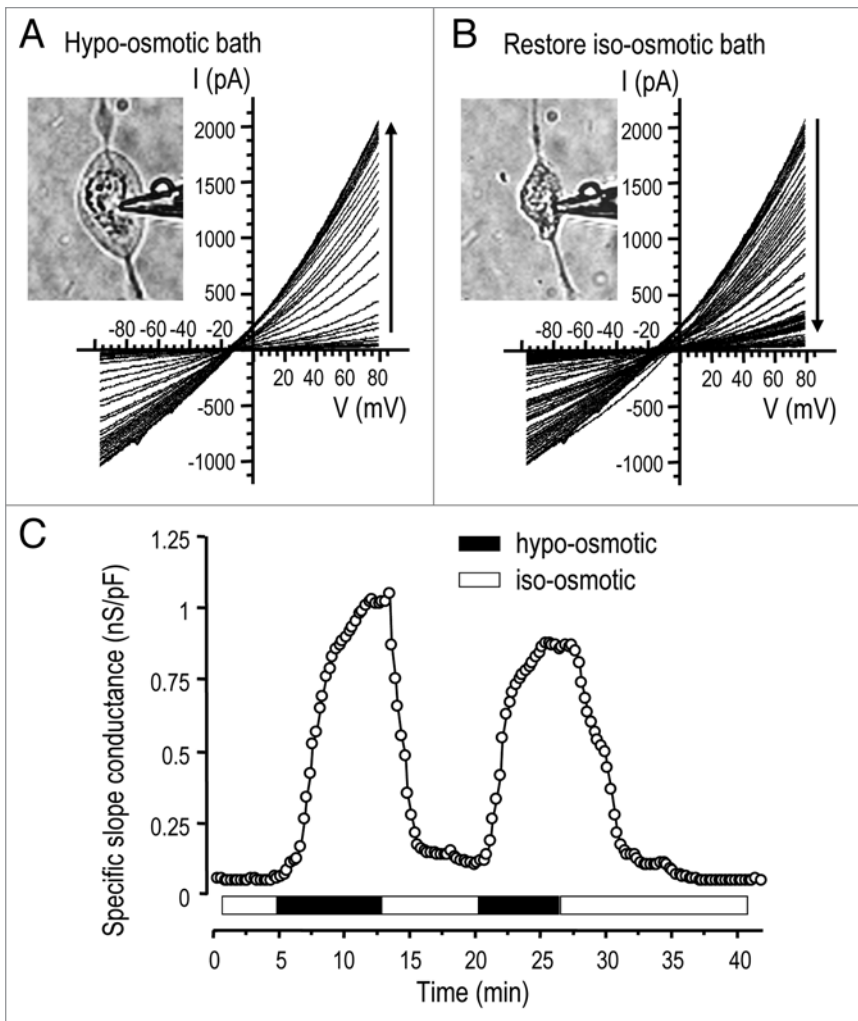 A Hypo-osmotic bath
I (pA)
2000
1500
1000
500
-80 -60 -40 -20
20 40 60 80
V (mV)
-500
-1000
B Restore iso-osmotic bath
I (pA)
2000
1500
1000
500
-80 -60 -40 -20
20 40 60 80
V (mV)
-500
-1000
C
Specific slope conductance (nS/pF)
1.25
1
0.75
0.5
0.25
0
hypo-osmotic
iso-osmotic
0 5 10 15 20 25 30 35 40
Time (min)